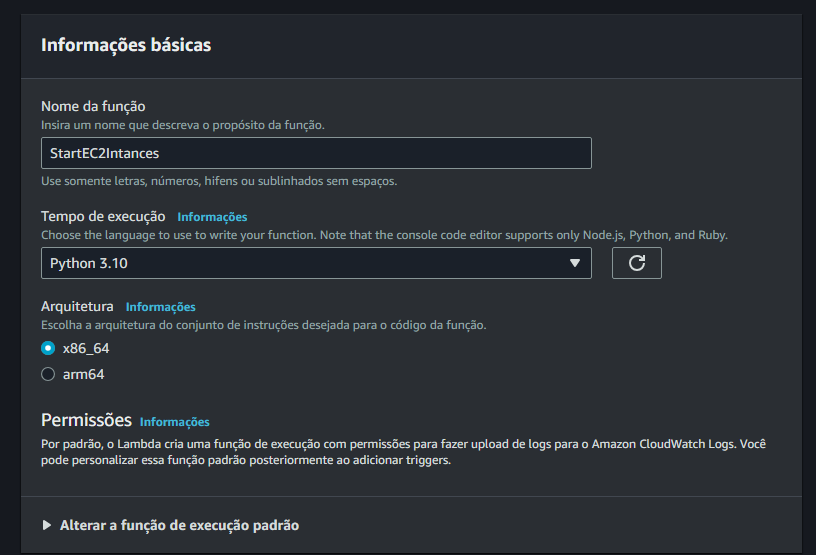 Informações básicas
Nome da função
Insira um nome que descreva o propósito da função.
StartEC2Intances
Use somente letras, números, hifens ou sublinhados sem espaços.
Tempo de execução Informações
Choose the language to use to write your function. Note that the console code editor supports only Node.js, Python, and Ruby.
Python 3.10
Arquitetura Informações
Escolha a arquitetura do conjunto de instruções desejada para o código da função.
x86_64
arm64
Permissões Informações
Por padrão, o Lambda cria uma função de execução com permissões para fazer upload de logs para o Amazon CloudWatch Logs. Você
pode personalizar essa função padrão posteriormente ao adicionar triggers.
Alterar a função de execução padrão